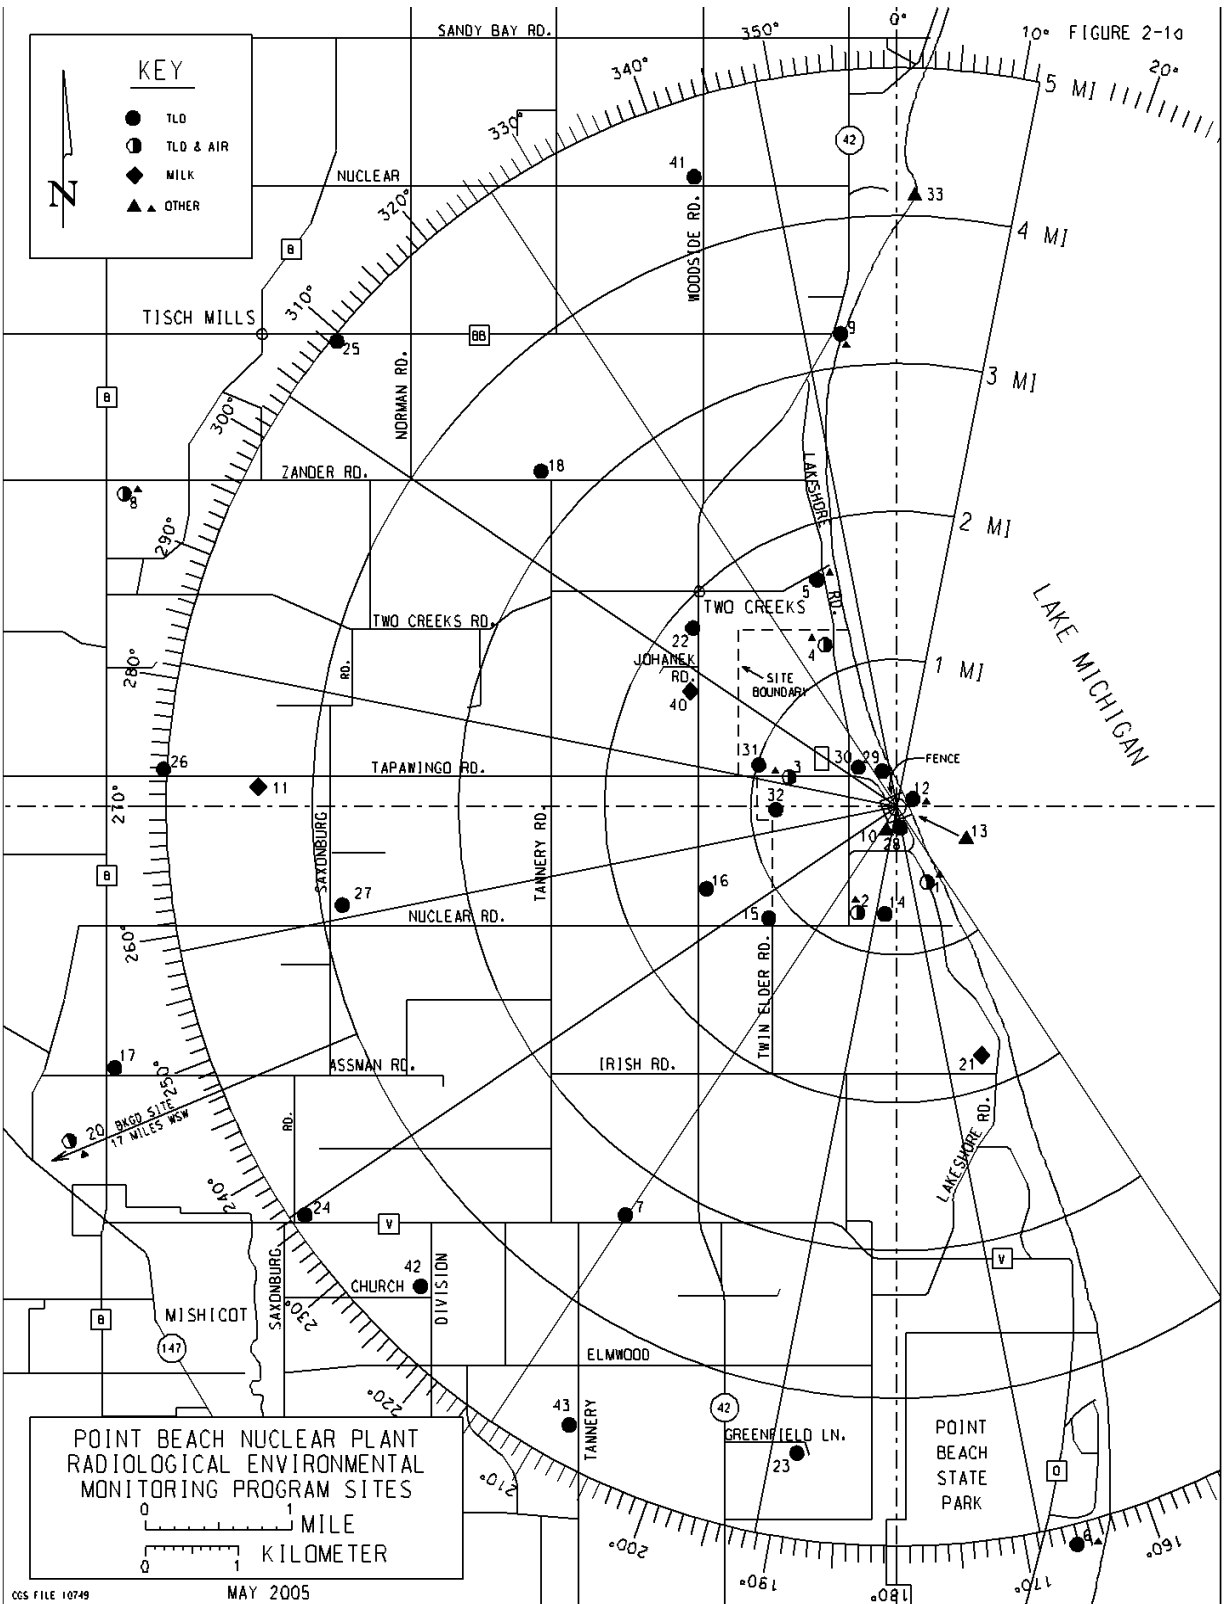 FIGURE 2-1a
SANDY BAY RD.
0°
350°
10°
KEY
340°
5 MI
20°
TLD
330°
TLD & AIR
42
MILK
41
NUCLEAR
N
OTHER
33
320°
4 MI
B
WOODSIDE RD.
310°
TISCH MILLS
BB
9
25
NORMAN RD.
3 MI
B
300°
18
ZANDER RD.
LAKESHORE
RD.
8
290°
2 MI
5
TWO CREEKS
TWO CREEKS RD.
22
4
LAKE MICHIGAN
280°
RD.
JOHANEK
RD.
1 MI
SITE
BOUNDARY
40
31
30
29
FENCE
26
TAPAWINGO RD.
3
11
12
270°
32
13
10
28
SAXONBURG
TANNERY RD.
B
16
1
27
15
2
14
NUCLEAR RD.
260°
TWIN ELDER RD.
17
ASSMAN RD.
IRISH RD.
21
250°
20
BKGD SITE
17 MILES WSW
RD.
LAKESHORE RD.
240°
24
V
7
42
V
CHURCH
DIVISION
SAXONBURG
230°
B
MISHICOT
147
ELMWOOD
220°
43
TANNERY
42
GREENFIELD LN.
23
POINT
BEACH
STATE
PARK
O
210°
200°
190°
180°
170°
160°
6
POINT BEACH NUCLEAR PLANT
RADIOLOGICAL ENVIRONMENTAL
MONITORING PROGRAM SITES
0 1
MILE
0 1
KILOMETER
CGS FILE 10749
MAY 2005